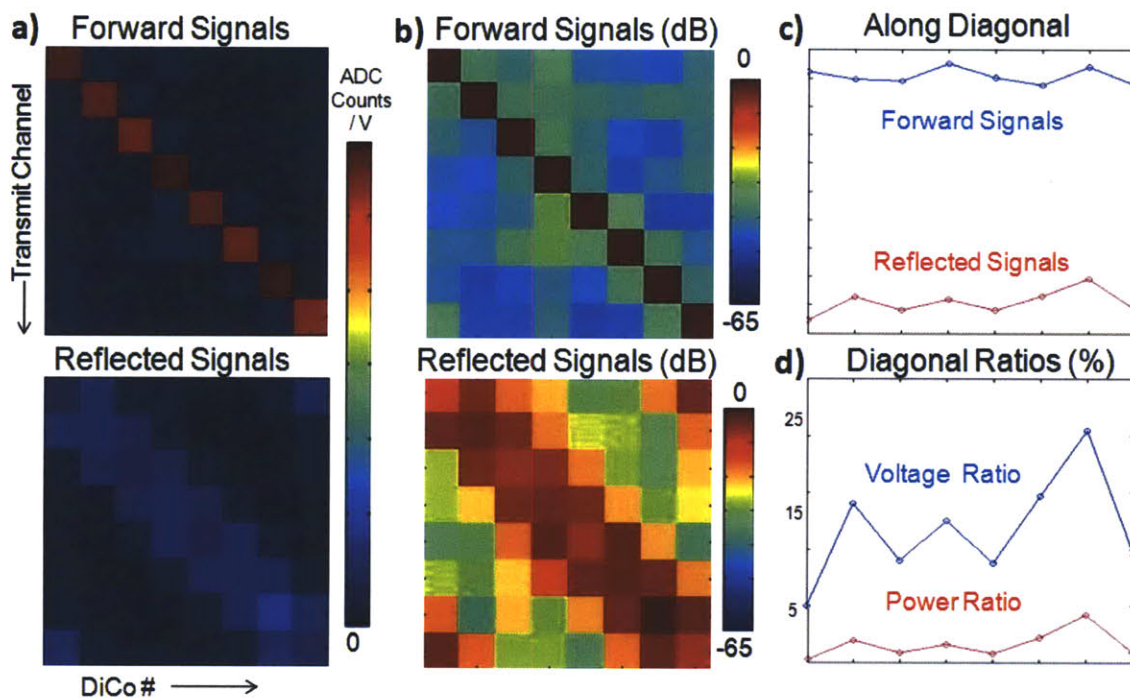 a) Forward Signals
ADC
Counts
/ V
0
←Transmit Channel
Reflected Signals
DiCo # →
b) Forward Signals (dB)
0
-65
Reflected Signals (dB)
0
-65
c) Along Diagonal
Forward Signals
Reflected Signals
d) Diagonal Ratios (%)
25
15
5
Voltage Ratio
Power Ratio